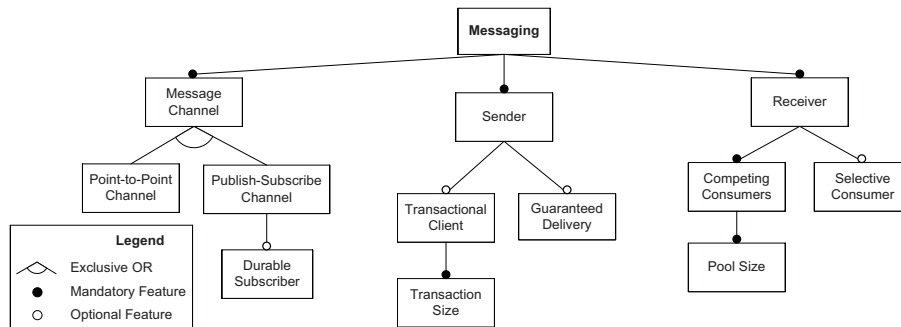 Messaging
Message
Channel
Sender
Receiver
Point-to-Point
Channel
Publish-Subscribe
Channel
Transactional
Client
Guaranteed
Delivery
Competing
Consumers
Selective
Consumer
Durable
Subscriber
Transaction
Size
Pool Size
Legend
Exclusive OR
Mandatory Feature
Optional Feature